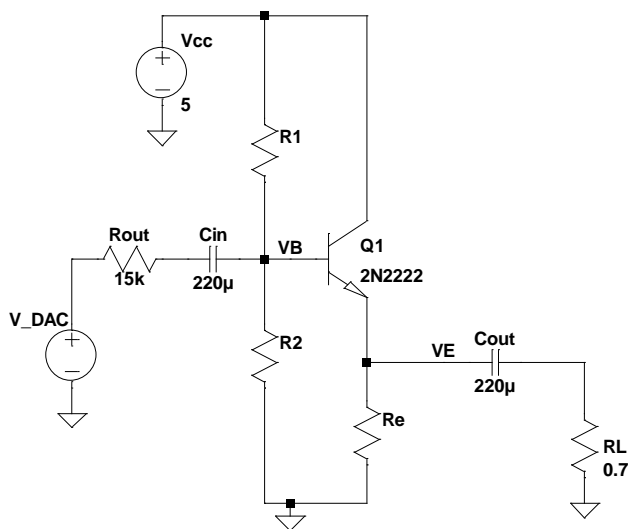 Vcc
5
R1
Rout
15k
Cin
220µ
VB
Q1
2N2222
V_DAC
R2
VE
Cout
220µ
Re
RL
0.7